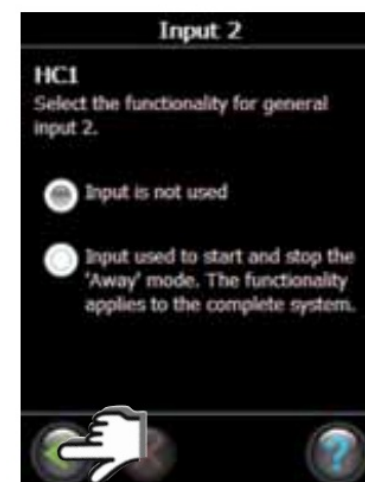 Input 2
HC1
Select the functionality for general
input 2.
Input is not used
Input used to start and stop the
'Away' mode. The functionality
applies to the complete system.
?